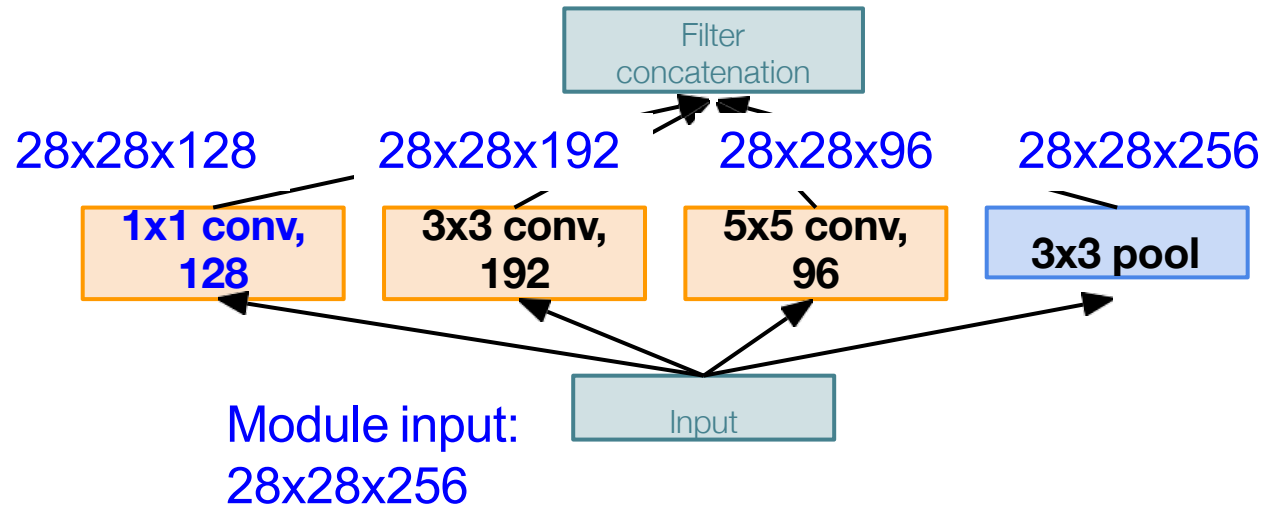 Filter
concatenation
28x28x128 28x28x192 28x28x96 28x28x256
1x1 conv,
128
3x3 conv,
192
5x5 conv,
96
3x3 pool
Input
Module input:
28x28x256